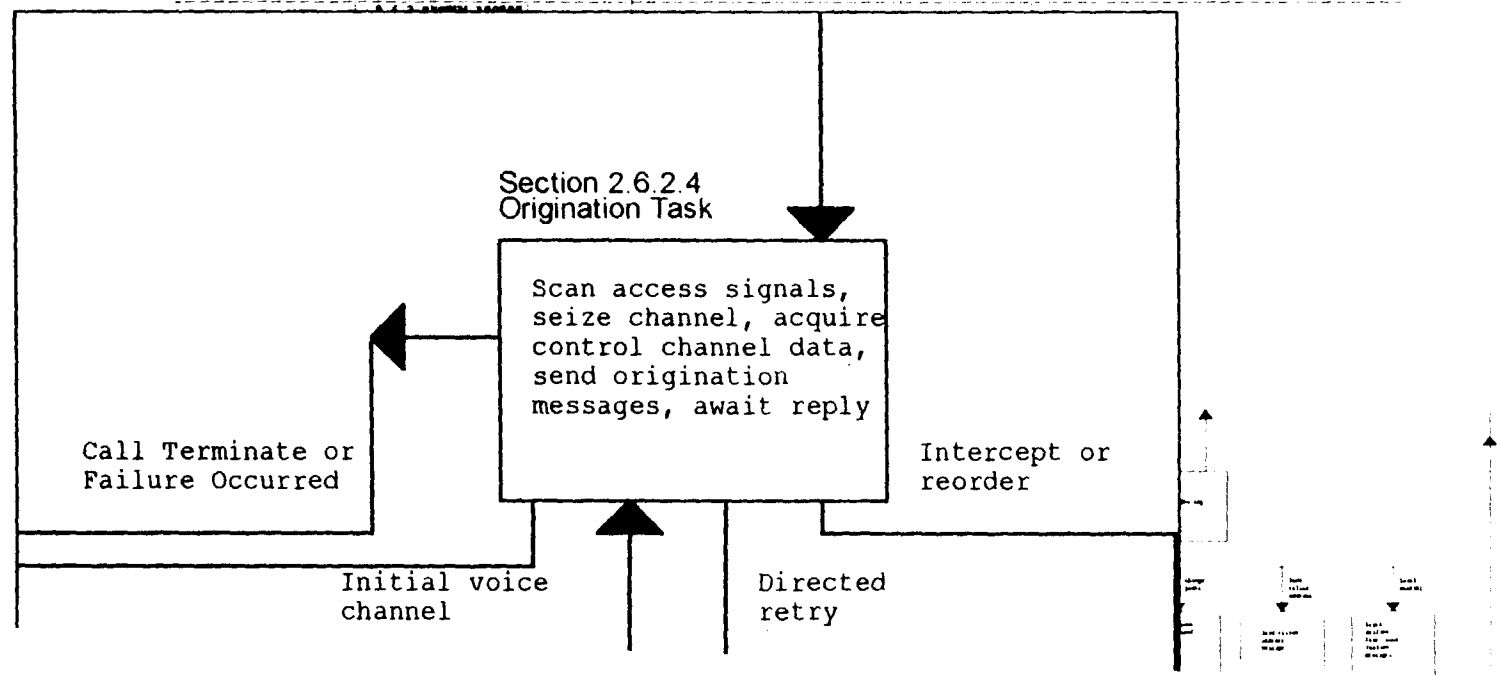 Section 2.6.2.4
Origination Task
Scan access signals,
seize channel, acquire
control channel data,
send origination
messages, await reply
Call Terminate or
Failure Occurred
Intercept or
reorder
Initial voice
channel
Directed
retry